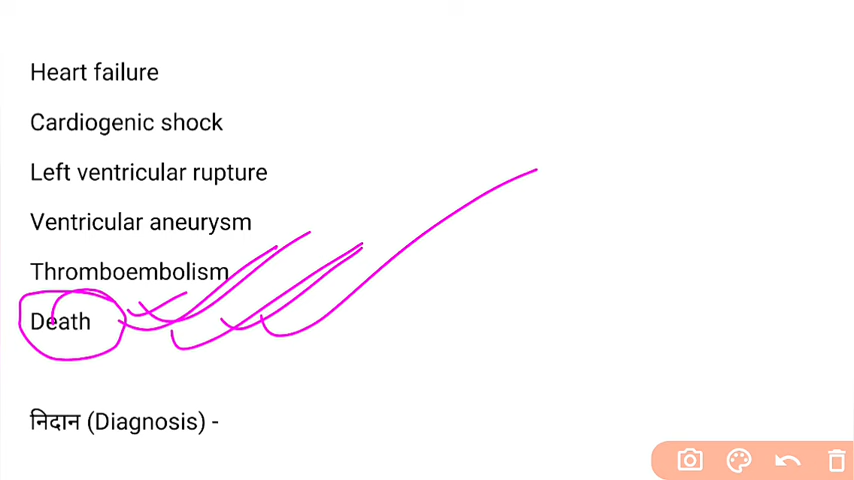 Heart failure
Cardiogenic shock
Left ventricular rupture
Ventricular aneurysm
Thromboembolism
Death
निदान (Diagnosis) -